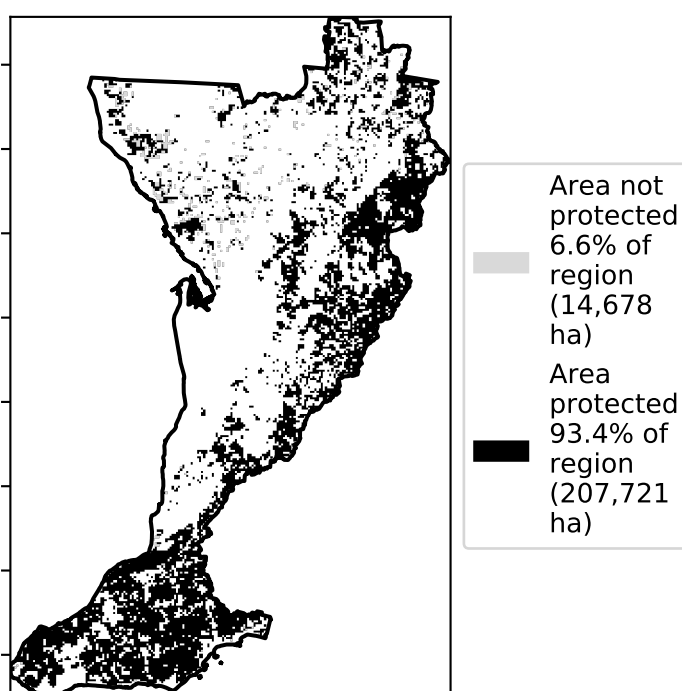 Area not
protected
6.6% of
region
(14,678
ha)
Area
protected
93.4% of
region
(207,721
ha)